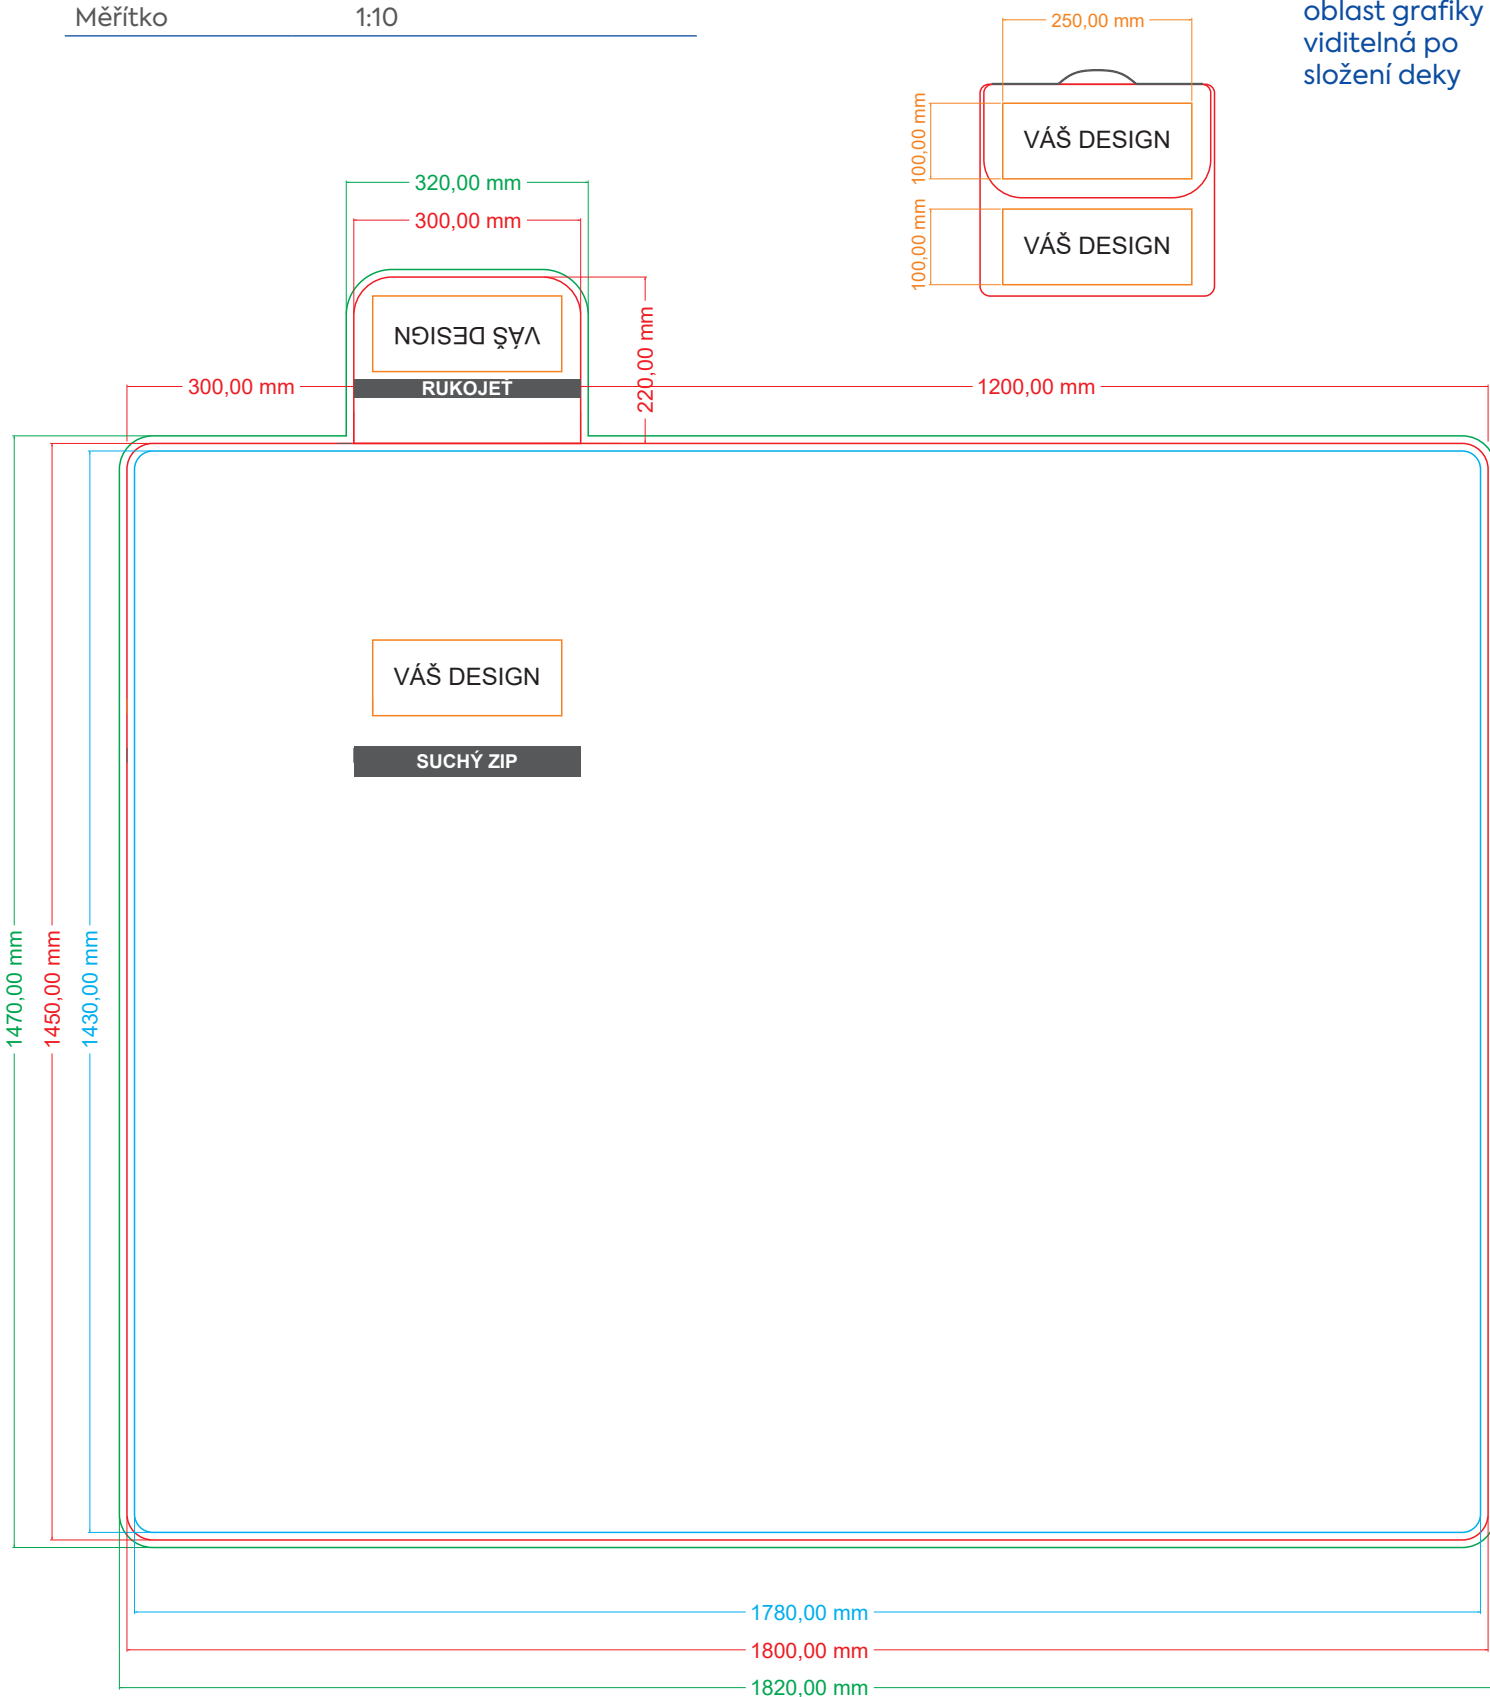 Měřítko 1:10
oblast grafiky
viditelná po
složení deky
250,00 mm
100,00 mm
VÁŠ DESIGN
100,00 mm
VÁŠ DESIGN
320,00 mm
300,00 mm
VÁŠ DESIGN
220,00 mm
300,00 mm
RUKOJEŤ
1200,00 mm
VÁŠ DESIGN
SUCHÝ ZIP
1470,00 mm
1450,00 mm
1430,00 mm
1780,00 mm
1800,00 mm
1820,00 mm